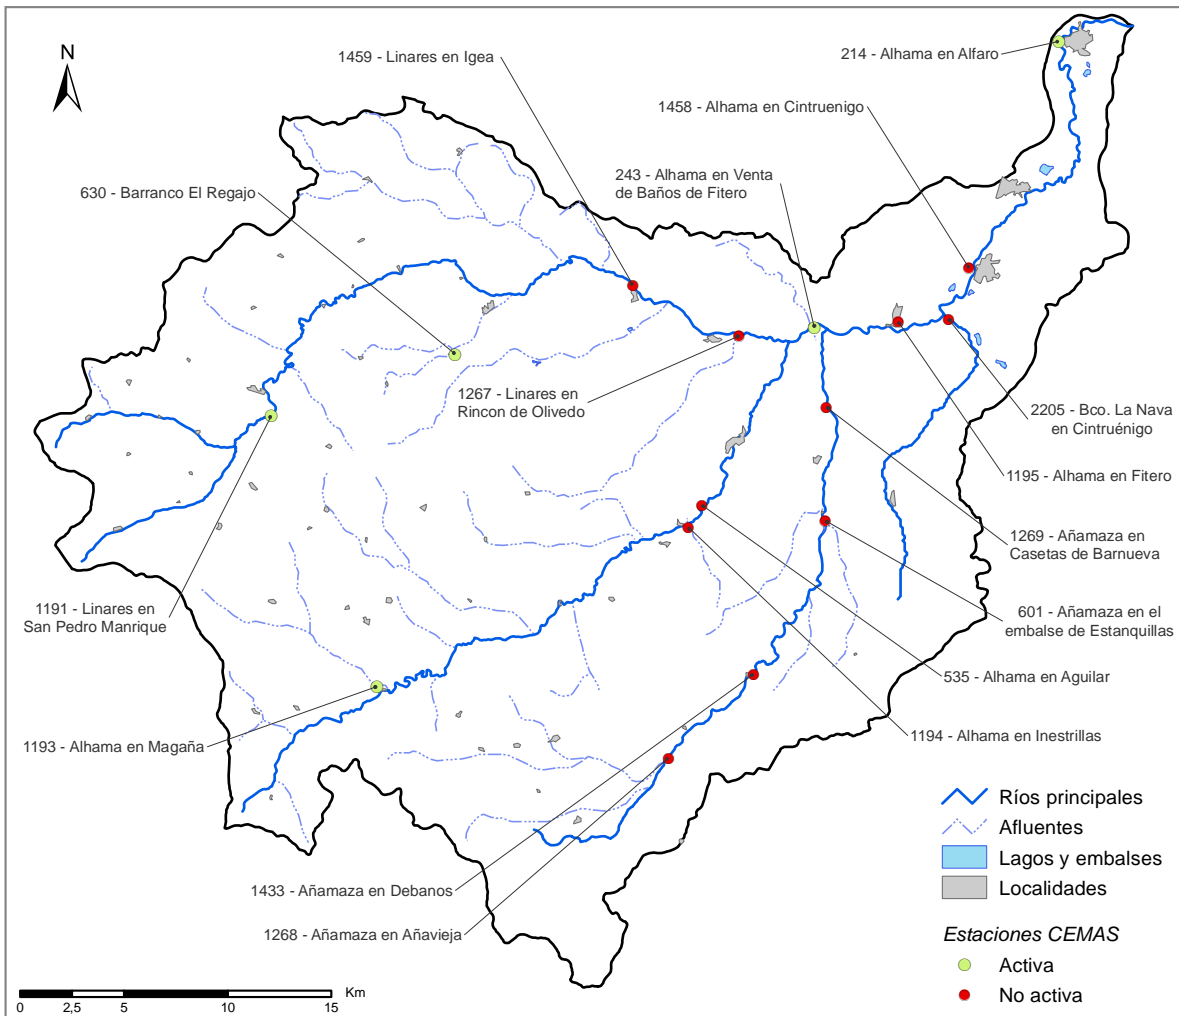 N
1459 - Linares en Igea
214 - Alhama en Alfaro
1458 - Alhama en Cintruenigo
630 - Barranco El Regajo
243 - Alhama en Venta
de Baños de Fitero
1267 - Linares en
Rincon de Olivedo
2205 - Bco. La Nava
en Cintruénigo
1195 - Alhama en Fitero
1269 - Añamaza en
Casetas de Barnueva
1191 - Linares en
San Pedro Manrique
601 - Añamaza en el
embalse de Estanquillas
535 - Alhama en Aguilar
1193 - Alhama en Magaña
1194 - Alhama en Inestrillas
1433 - Añamaza en Debanos
1268 - Añamaza en Añavieja
Ríos principales
Afluentes
Lagos y embalses
Localidades
Estaciones CEMAS
Activa
No activa
Km
0 2,5 5 10 15